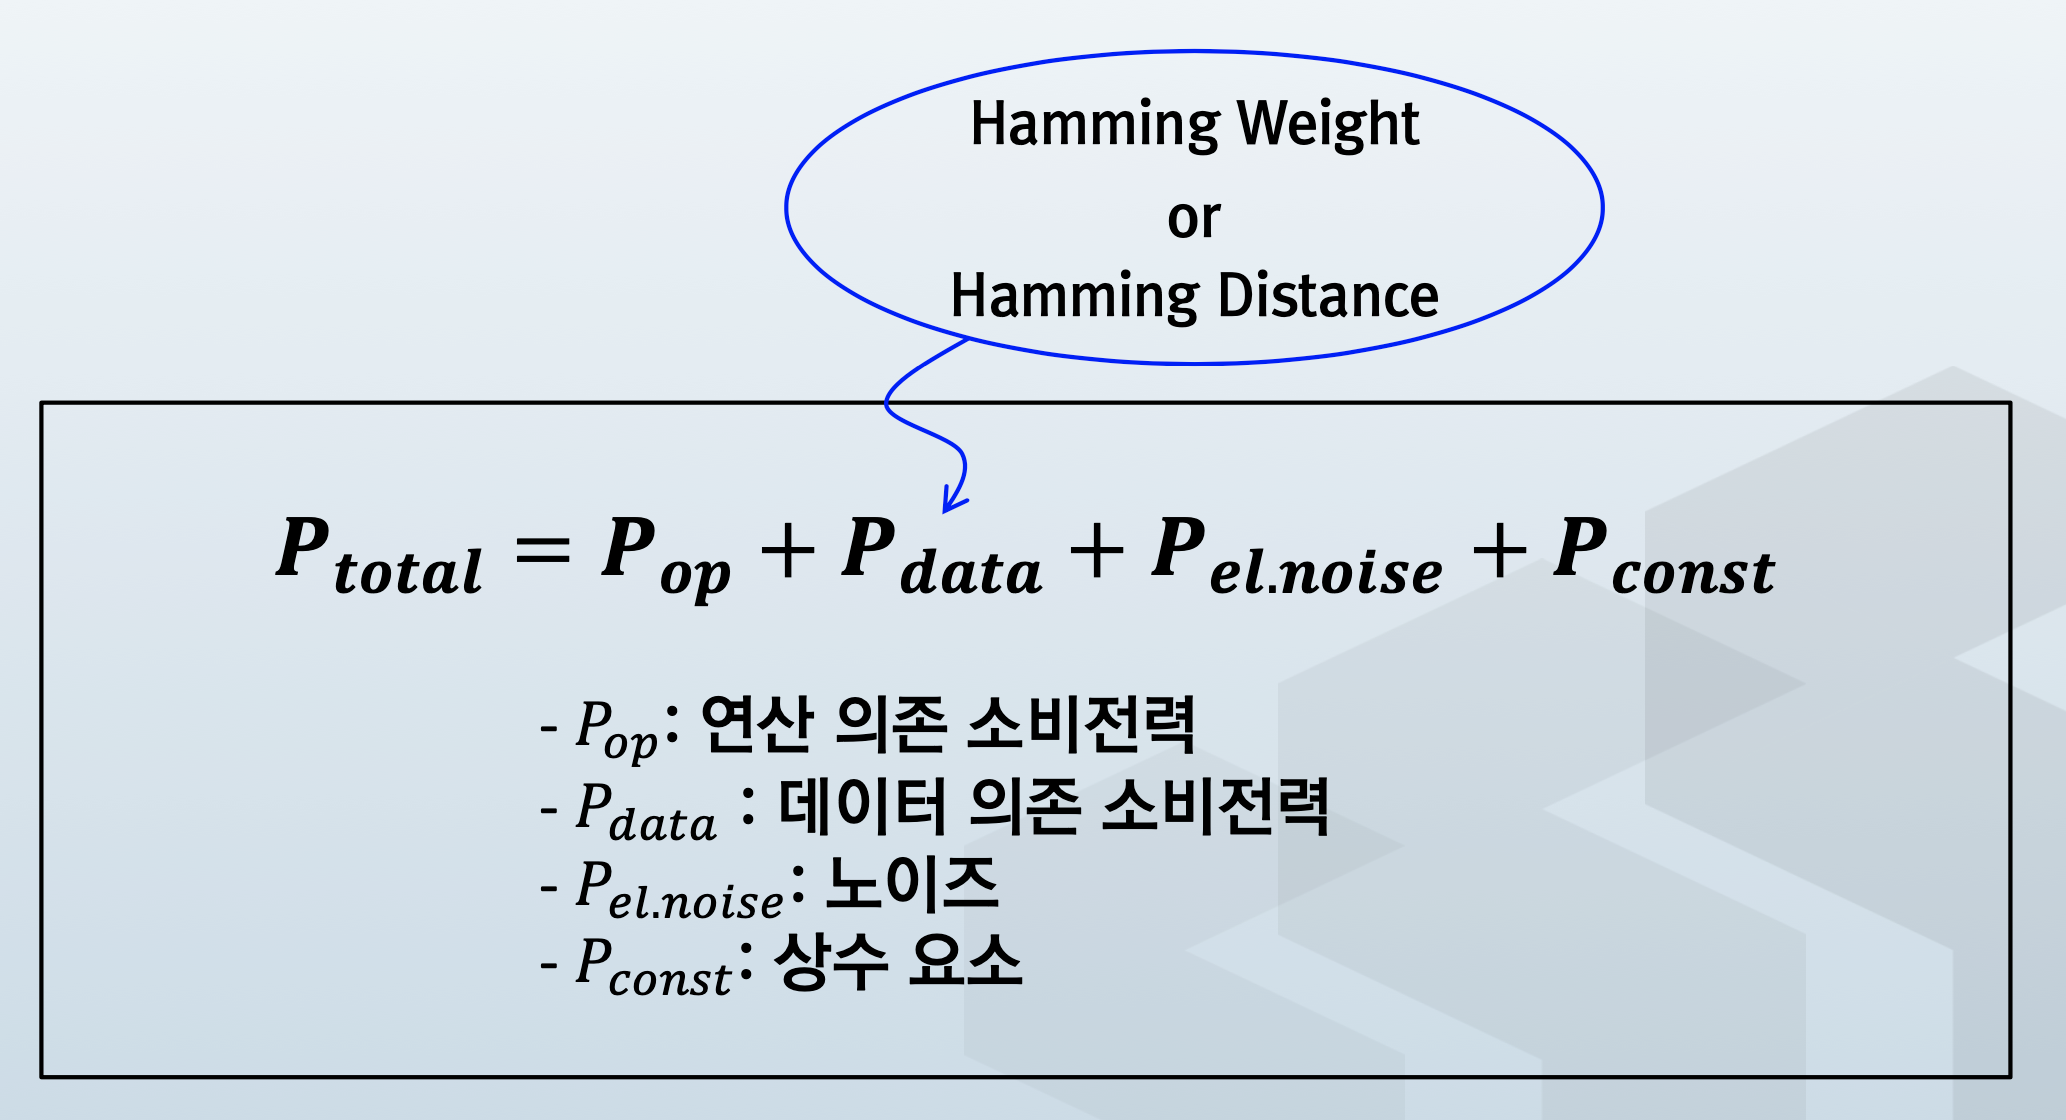 Hamming Weight
or
Hamming Distance
P_total = P_op + P_data + P_el.noise + P_const
- P_op: 연산 의존 소비전력
- P_data : 데이터 의존 소비전력
- P_el.noise: 노이즈
- P_const: 상수 요소